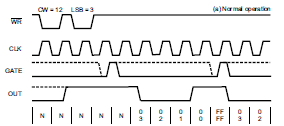 CW = 12 LSB = 3 (a) Normal operation
WR
CLK
GATE
OUT
N N N N N 0 0 0 0 FF 0 0
3 2 1 0 FF 3 2